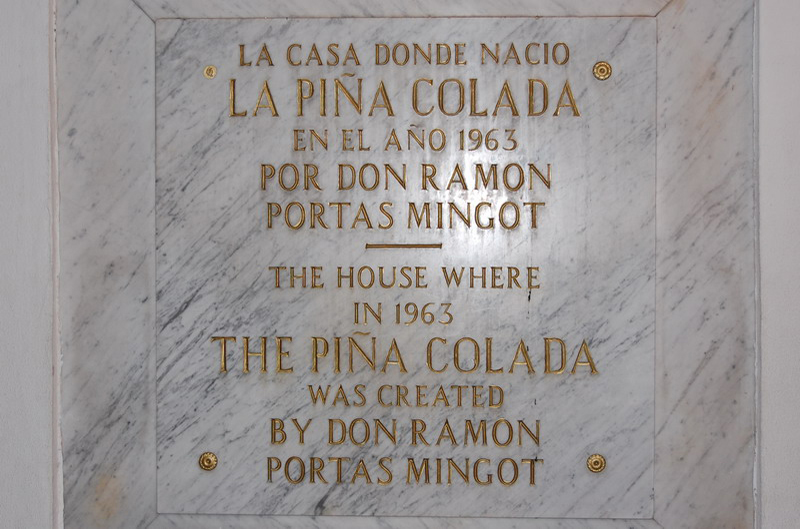 LA CASA DONDE NACIO
LA PIÑA COLADA
EN EL AÑO 1963
POR DON RAMON
PORTAS MINGOT
THE HOUSE WHERE
IN 1963
THE PIÑA COLADA
WAS CREATED
BY DON RAMON
PORTAS MINGOT